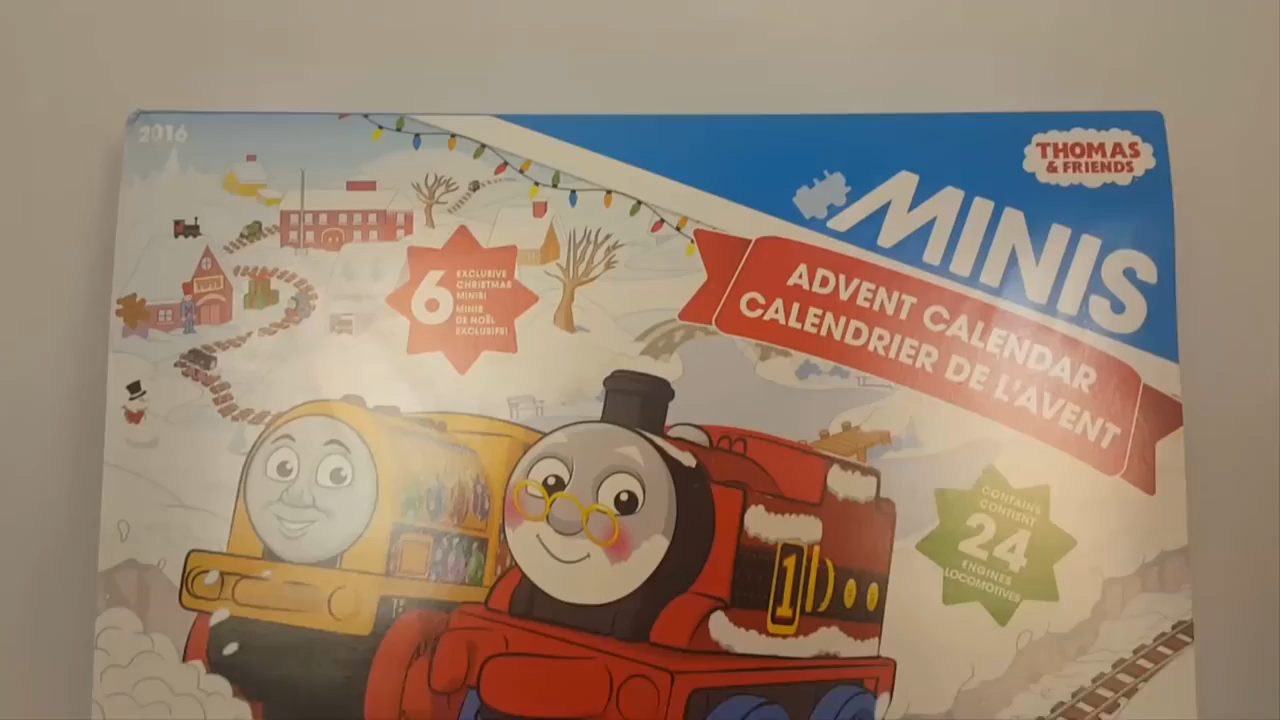 2016
THOMAS
& FRIENDS
MINIS
ADVENT CALENDAR
CALENDRIER DE L'AVENT
6
EXCLUSIVE
CHRISTMAS
MINIS!
MINIS
DE NOËL
EXCLUSIFS!
CONTAINS
CONTIENT
24
ENGINES
LOCOMOTIVES
1